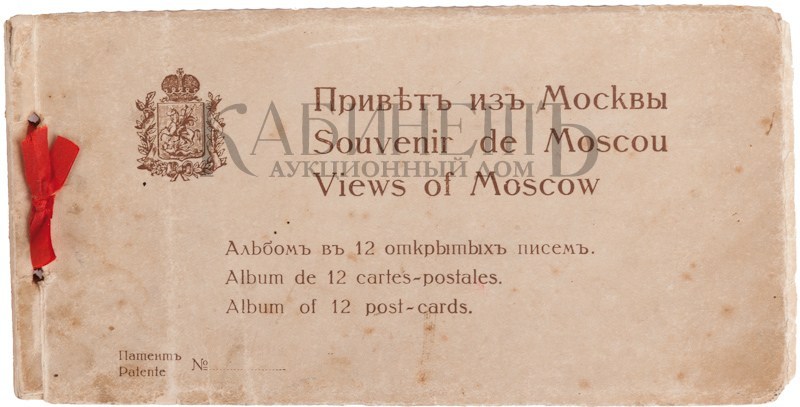 Привѣтъ изъ Москвы
Souvenir de Moscou
Views of Moscow
КАБИНЕТЪ
АУКЦИОННЫЙ ДОМ
Альбомъ въ 12 открытыхъ писемъ.
Album de 12 cartes-postales.
Album of 12 post-cards.
Патентъ
Patente
№